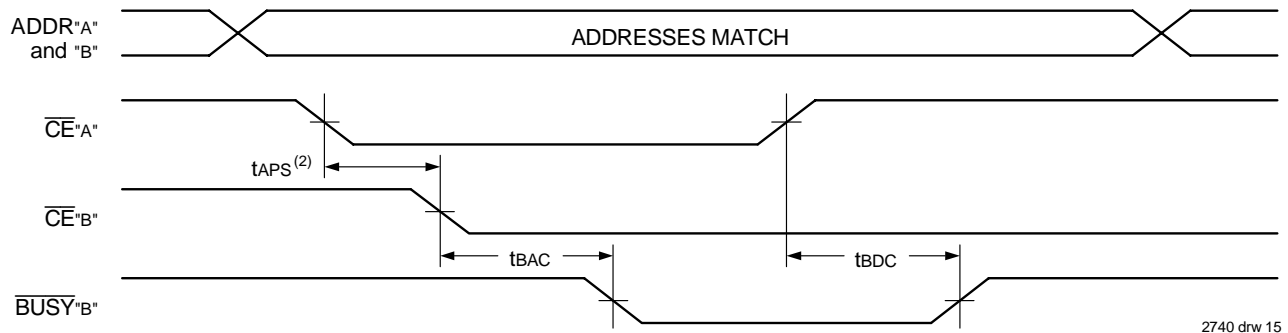 ADDR"A"
and "B"
ADDRESSES MATCH
CE"A"
tAPS(2)
CE"B"
tBAC
tBDC
BUSY"B"
2740 drw 15